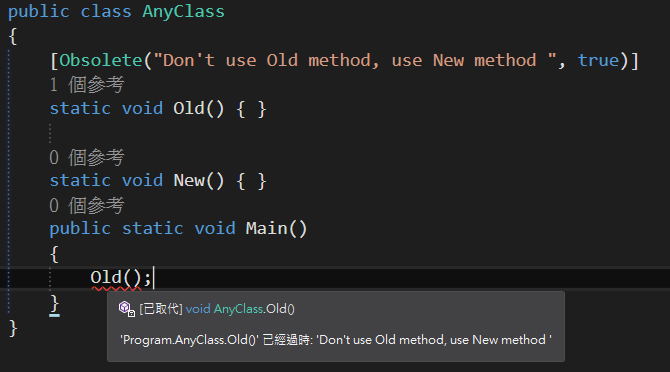 public class AnyClass
{
[Obsolete("Don't use Old method, use New method ", true)]
1 個參考
static void Old() { }
0 個參考
static void New() { }
0 個參考
public static void Main()
{
Old();
}
[已取代] void AnyClass.Old()
'Program.AnyClass.Old()' 已經過時: 'Don't use Old method, use New method '
}